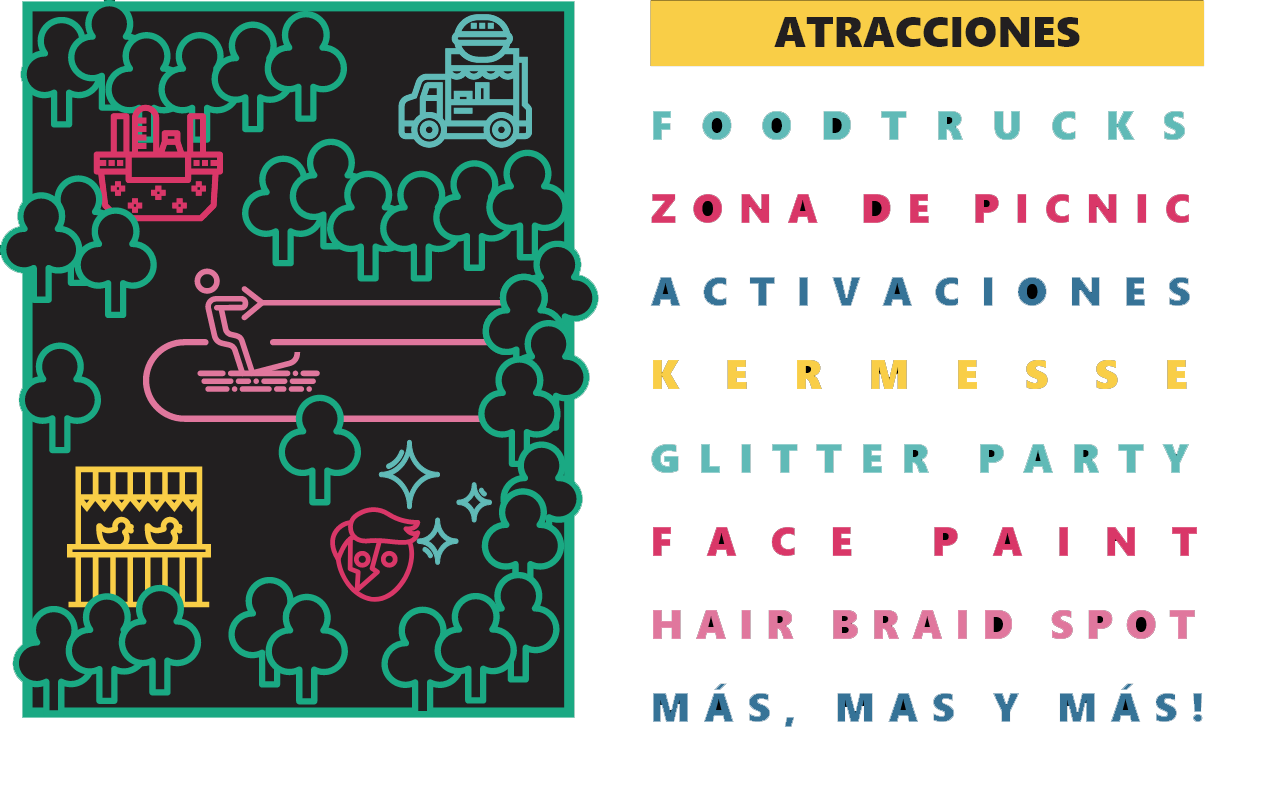 ATRACCIONES
FOODTRUCKS
ZONA DE PICNIC
ACTIVACIONES
KERMESSE
GLITTER PARTY
FACE PAINT
HAIR BRAID SPOT
MÁS, MAS Y MÁS!